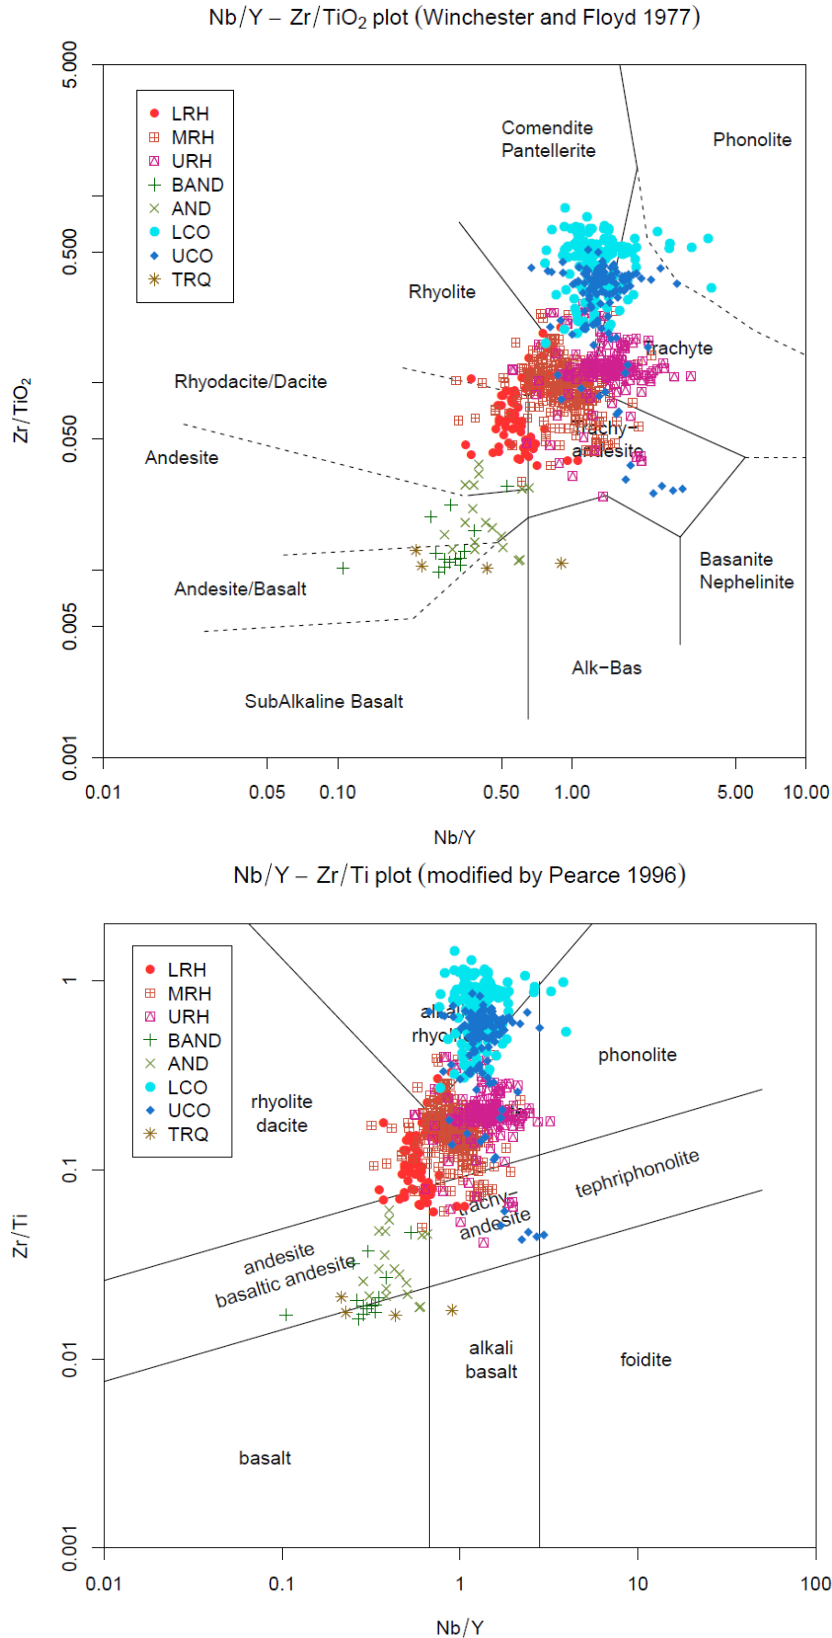 Nb/Y – Zr/TiO₂ plot (Winchester and Floyd 1977)
5.000
0.500
0.050
0.005
0.001
Zr/TiO₂
LRH
MRH
URH
BAND
AND
LCO
UCO
TRQ
Comendite
Pantellerite
Phonolite
Rhyolite
Trachyte
Rhyodacite/Dacite
Trachy–
andesite
Andesite
Andesite/Basalt
Basanite
Nephelinite
Alk–Bas
SubAlkaline Basalt
0.01
0.05
0.10
0.50
1.00
5.00
10.00
Nb/Y
Nb/Y – Zr/Ti plot (modified by Pearce 1996)
1
0.1
0.01
0.001
Zr/Ti
LRH
MRH
URH
BAND
AND
LCO
UCO
TRQ
rhyolite
phonolite
rhyolite
dacite
tephriphonolite
trachy–
andesite
andesite
basaltic andesite
alkali
basalt
foidite
basalt
0.01
0.1
1
10
100
Nb/Y